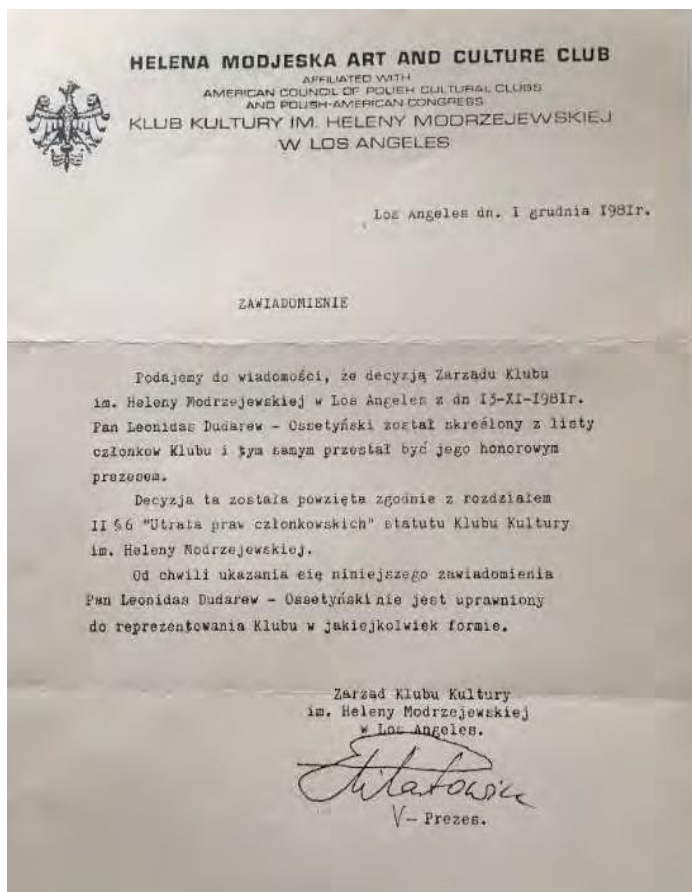 HELENA MODJESKA ART AND CULTURE CLUB
AFFILIATED WITH
AMERICAN COUNCIL OF POLISH CULTURAL CLUBS
AND POLISH-AMERICAN CONGRESS
KLUB KULTURY IM. HELENY MODRZEJEWSKIEJ
W LOS ANGELES
Los Angeles dn. I grudnia I98Ir.
ZAWIADOMIENIE
Podajemy do wiadomości, że decyzją Zarządu Klubu
im. Heleny Modrzejewskiej w Los Angeles z dn I3-XI-I98Ir.
Pan Leonidas Dudarew - Ossetyński został skreślony z listy
członkow Klubu i tym samym przestał być jego honorowym
prezesem.
Decyzja ta została powzięta zgodnie z rozdziałem
II §6 "Utrata praw członkowskich" statutu Klubu Kultury
im. Heleny Modrzejewskiej.
Od chwili ukazania się niniejszego zawiadomienia
Pan Leonidas Dudarew - Ossetyński nie jest uprawniony
do reprezentowania Klubu w jakiejkolwiek formie.
Zarząd Klubu Kultury
im. Heleny Modrzejewskiej
w Los Angeles.
V- Prezes.